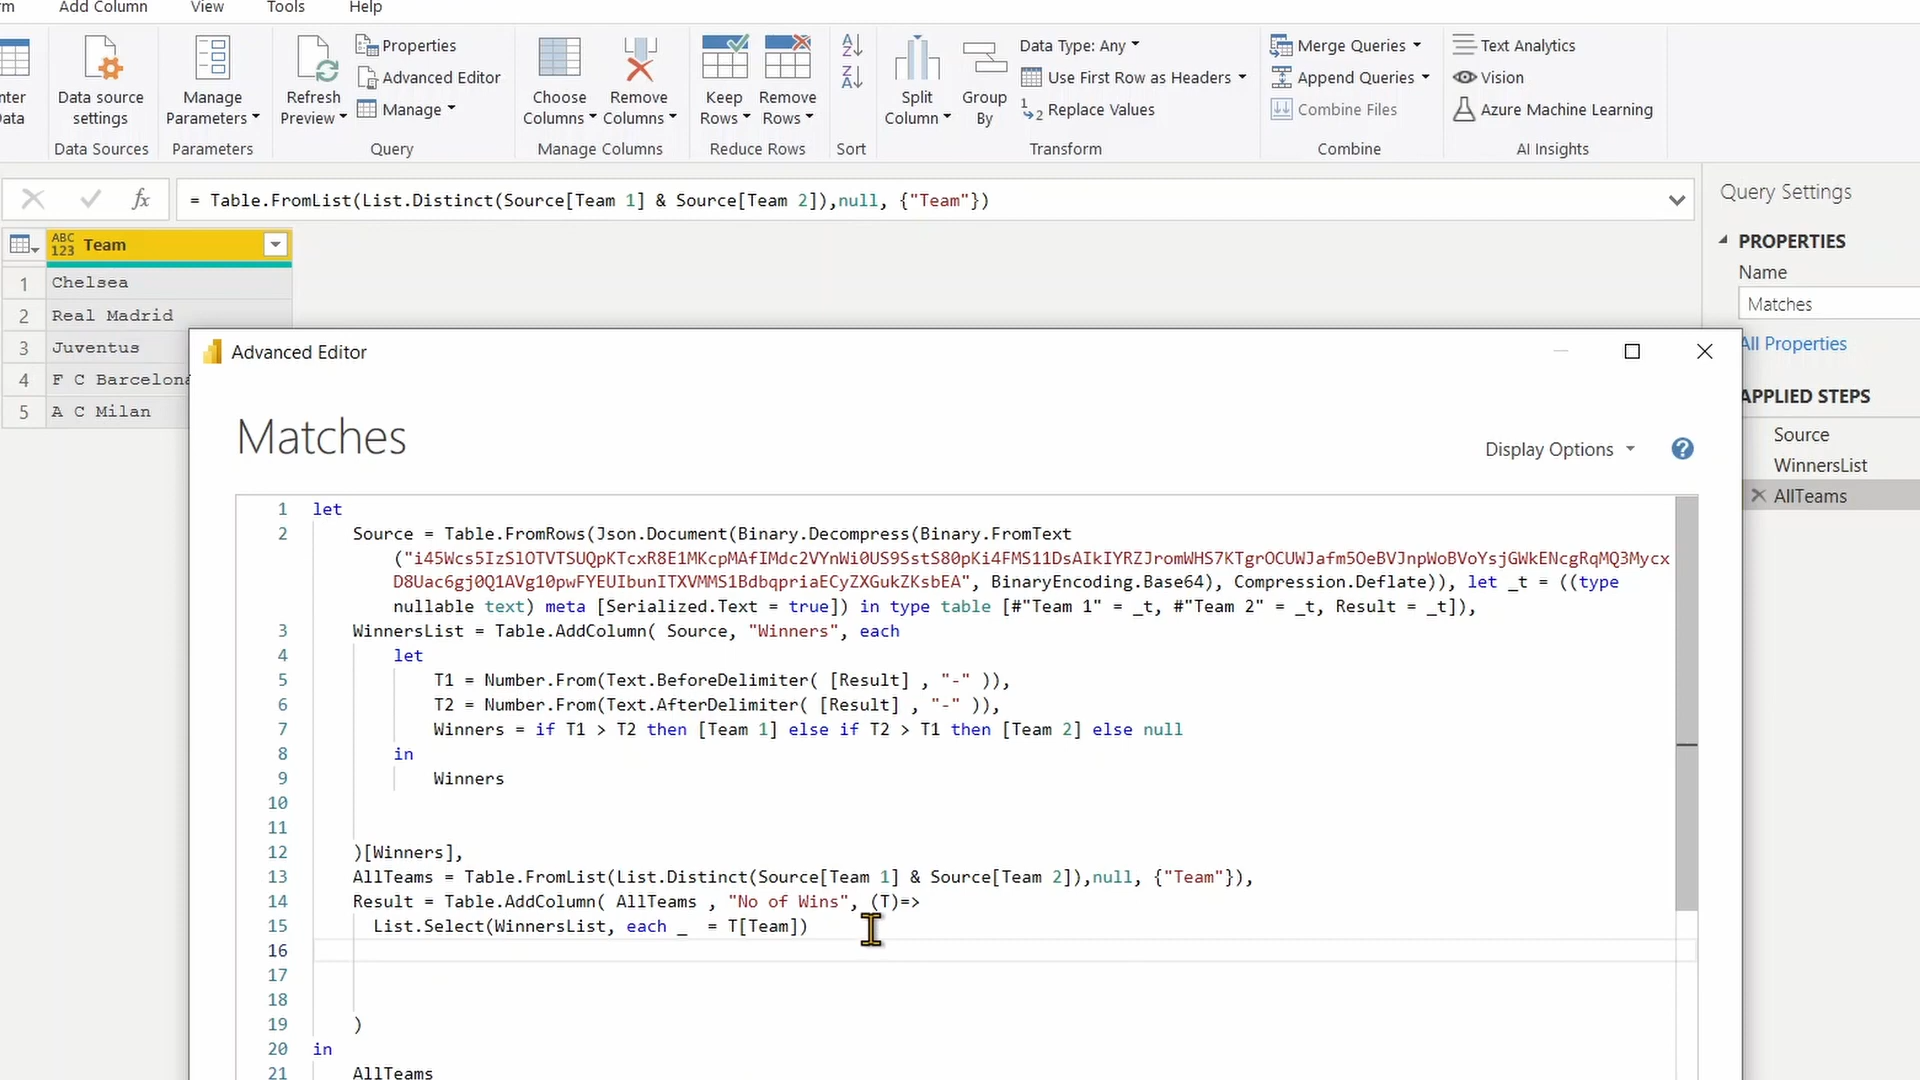 rm Add Column View Tools Help
nter Data
Data source settings
Data Sources
Manage Parameters
Parameters
Refresh Preview
Properties
Advanced Editor
Manage
Query
Choose Columns
Remove Columns
Manage Columns
Keep Rows
Remove Rows
Reduce Rows
A Z
Z A
Sort
Split Column
Group By
Data Type: Any
Use First Row as Headers
1 2 Replace Values
Transform
Merge Queries
Append Queries
Combine Files
Combine
Text Analytics
Vision
Azure Machine Learning
AI Insights
fx = Table.FromList(List.Distinct(Source[Team 1] & Source[Team 2]),null, {"Team"})
ABC 123 Team
1 Chelsea
2 Real Madrid
3 Juventus
4 F C Barcelona
5 A C Milan
Query Settings
PROPERTIES
Name
Matches
All Properties
APPLIED STEPS
Source
WinnersList
AllTeams
Advanced Editor
Matches
Display Options
?
1 let
2 Source = Table.FromRows(Json.Document(Binary.Decompress(Binary.FromText
("i45Wcs5IzSlOTVTSUQpKTcxR8E1MKcpMAfIMdc2VYnWi0US9SstS80pKi4FMS11DsAIkIYRZJromWHS7KTgrOCUWJafm5OeBVJnpWoBVoYsjGWkENcgRqMQ3Mycx
D8Uac6gj0Q1AVg10pwFYEUIbunITXVMMS1BdbqpriaECyZXGukZKsbEA", BinaryEncoding.Base64), Compression.Deflate)), let _t = ((type
nullable text) meta [Serialized.Text = true]) in type table [#"Team 1" = _t, #"Team 2" = _t, Result = _t]),
3 WinnersList = Table.AddColumn( Source, "Winners", each
4 let
5 T1 = Number.From(Text.BeforeDelimiter( [Result] , "-" )),
6 T2 = Number.From(Text.AfterDelimiter( [Result] , "-" )),
7 Winners = if T1 > T2 then [Team 1] else if T2 > T1 then [Team 2] else null
8 in
9 Winners
10
11
12 )[Winners],
13 AllTeams = Table.FromList(List.Distinct(Source[Team 1] & Source[Team 2]),null, {"Team"}),
14 Result = Table.AddColumn( AllTeams , "No of Wins", (T)=>
15 List.Select(WinnersList, each _ = T[Team])
16
17
18
19 )
20 in
21 AllTeams